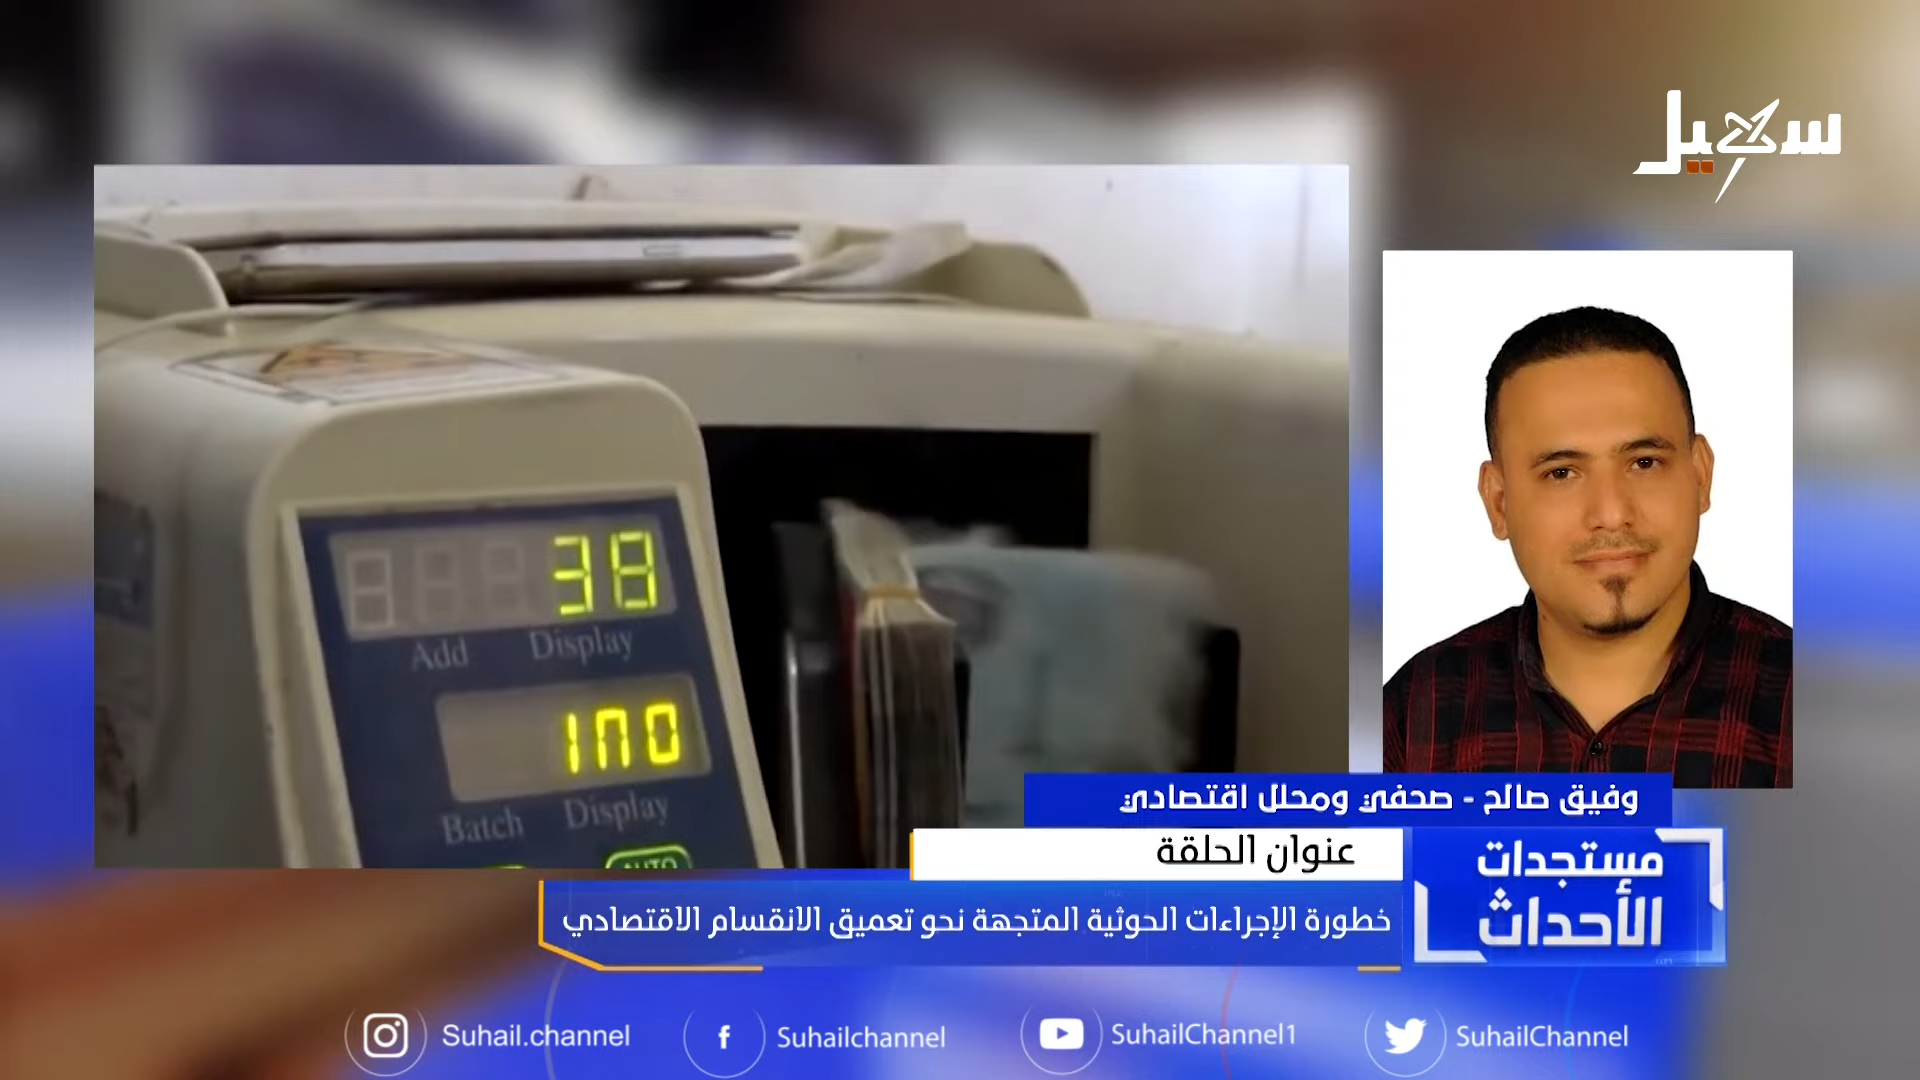 سهيل
38
Add Display
100
Batch Display
AUTO
وفيق صالح - صحفي ومحلل اقتصادي
عنوان الحلقة
مستجدات
الأحداث
خطورة الإجراءات الحوثية المتجهة نحو تعميق الانقسام الاقتصادي
Suhail.channel
Suhailchannel
SuhailChannel1
SuhailChannel